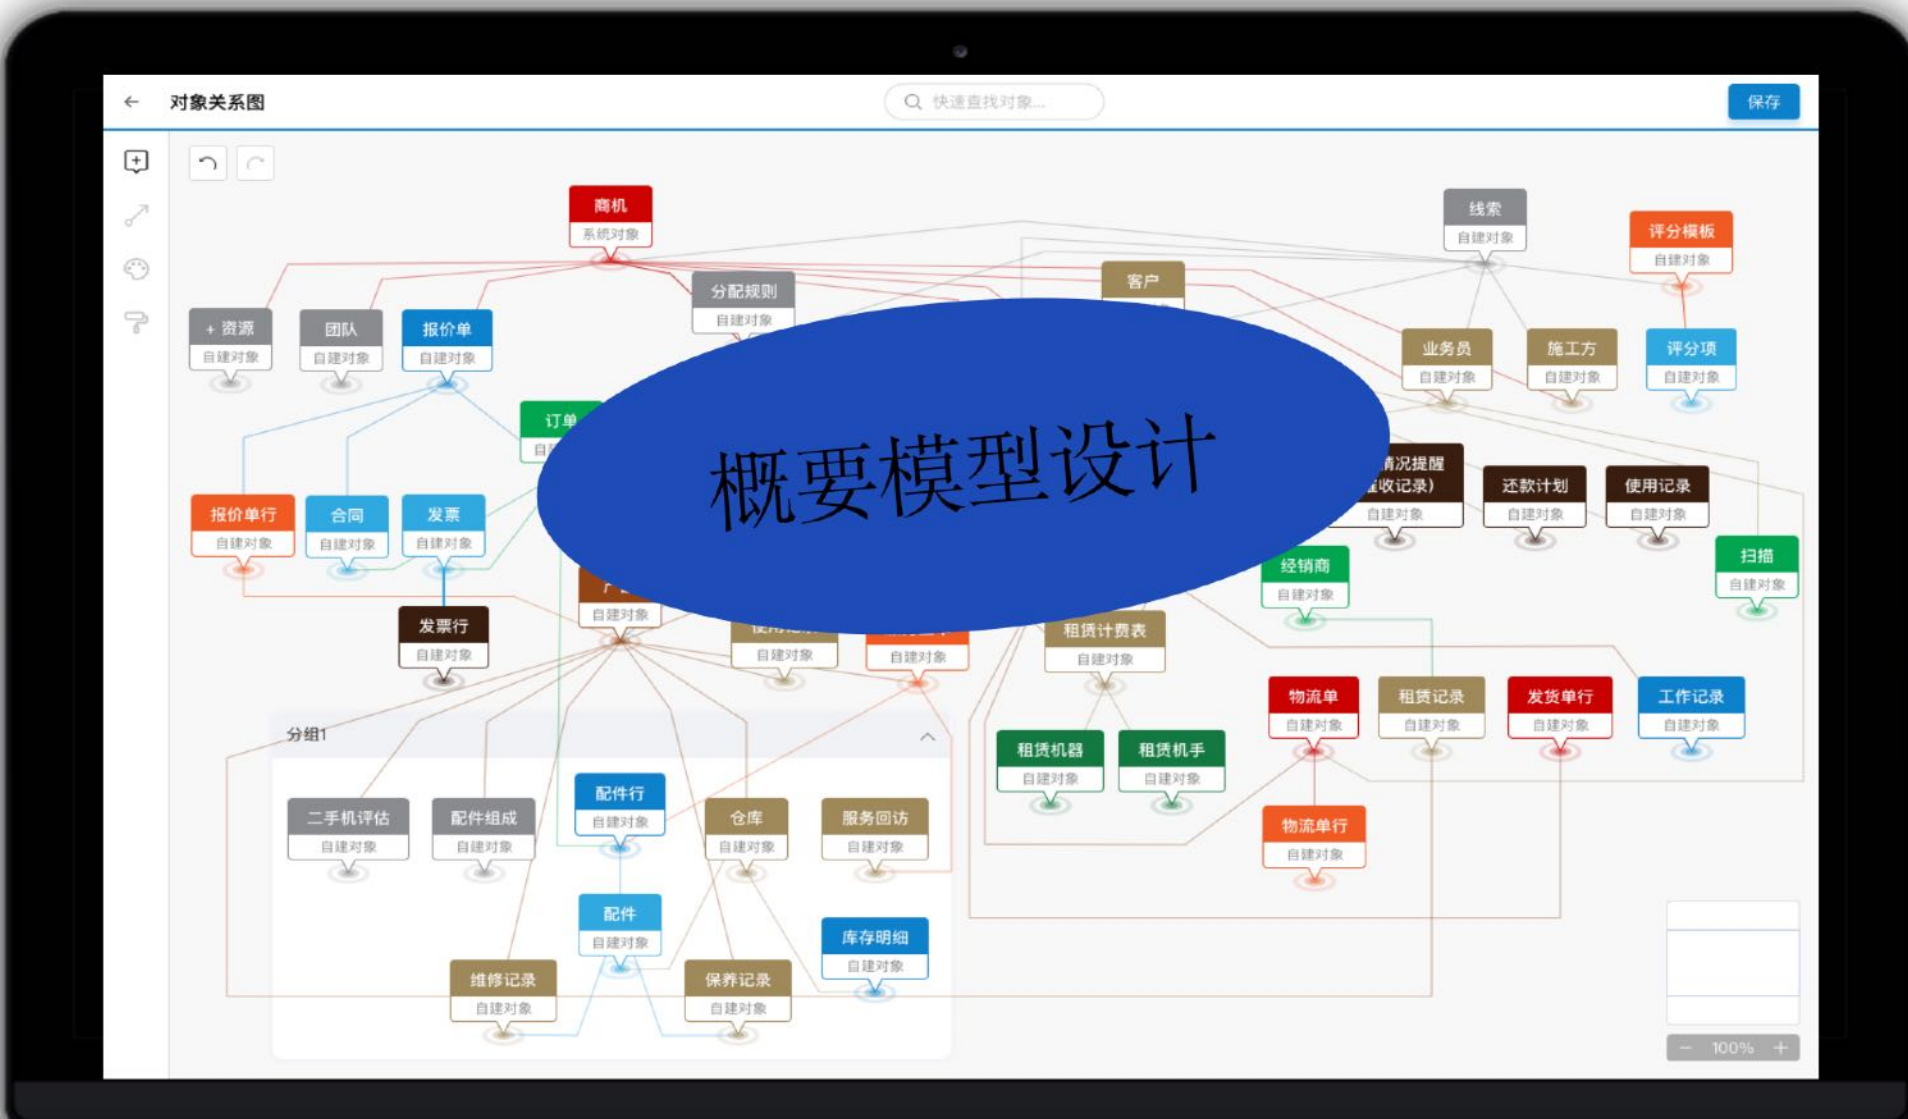 对象关系图
快速查找对象...
保存
商机
系统对象
线索
自建对象
评分模板
自建对象
客户
分配规则
自建对象
+ 资源
自建对象
团队
自建对象
报价单
自建对象
业务员
自建对象
施工方
自建对象
评分项
自建对象
订单
概要模型设计
情况提醒
收记录)
自建对象
还款计划
自建对象
使用记录
自建对象
报价单行
自建对象
合同
自建对象
发票
自建对象
经销商
自建对象
扫描
自建对象
自建对象
发票行
自建对象
自建对象
自建对象
租赁计费表
自建对象
物流单
自建对象
租赁记录
自建对象
发货单行
自建对象
工作记录
自建对象
分组1
租赁机器
自建对象
租赁机手
自建对象
二手机评估
自建对象
配件组成
自建对象
配件行
自建对象
仓库
自建对象
服务回访
自建对象
物流单行
自建对象
配件
自建对象
库存明细
自建对象
维修记录
自建对象
保养记录
自建对象
100%